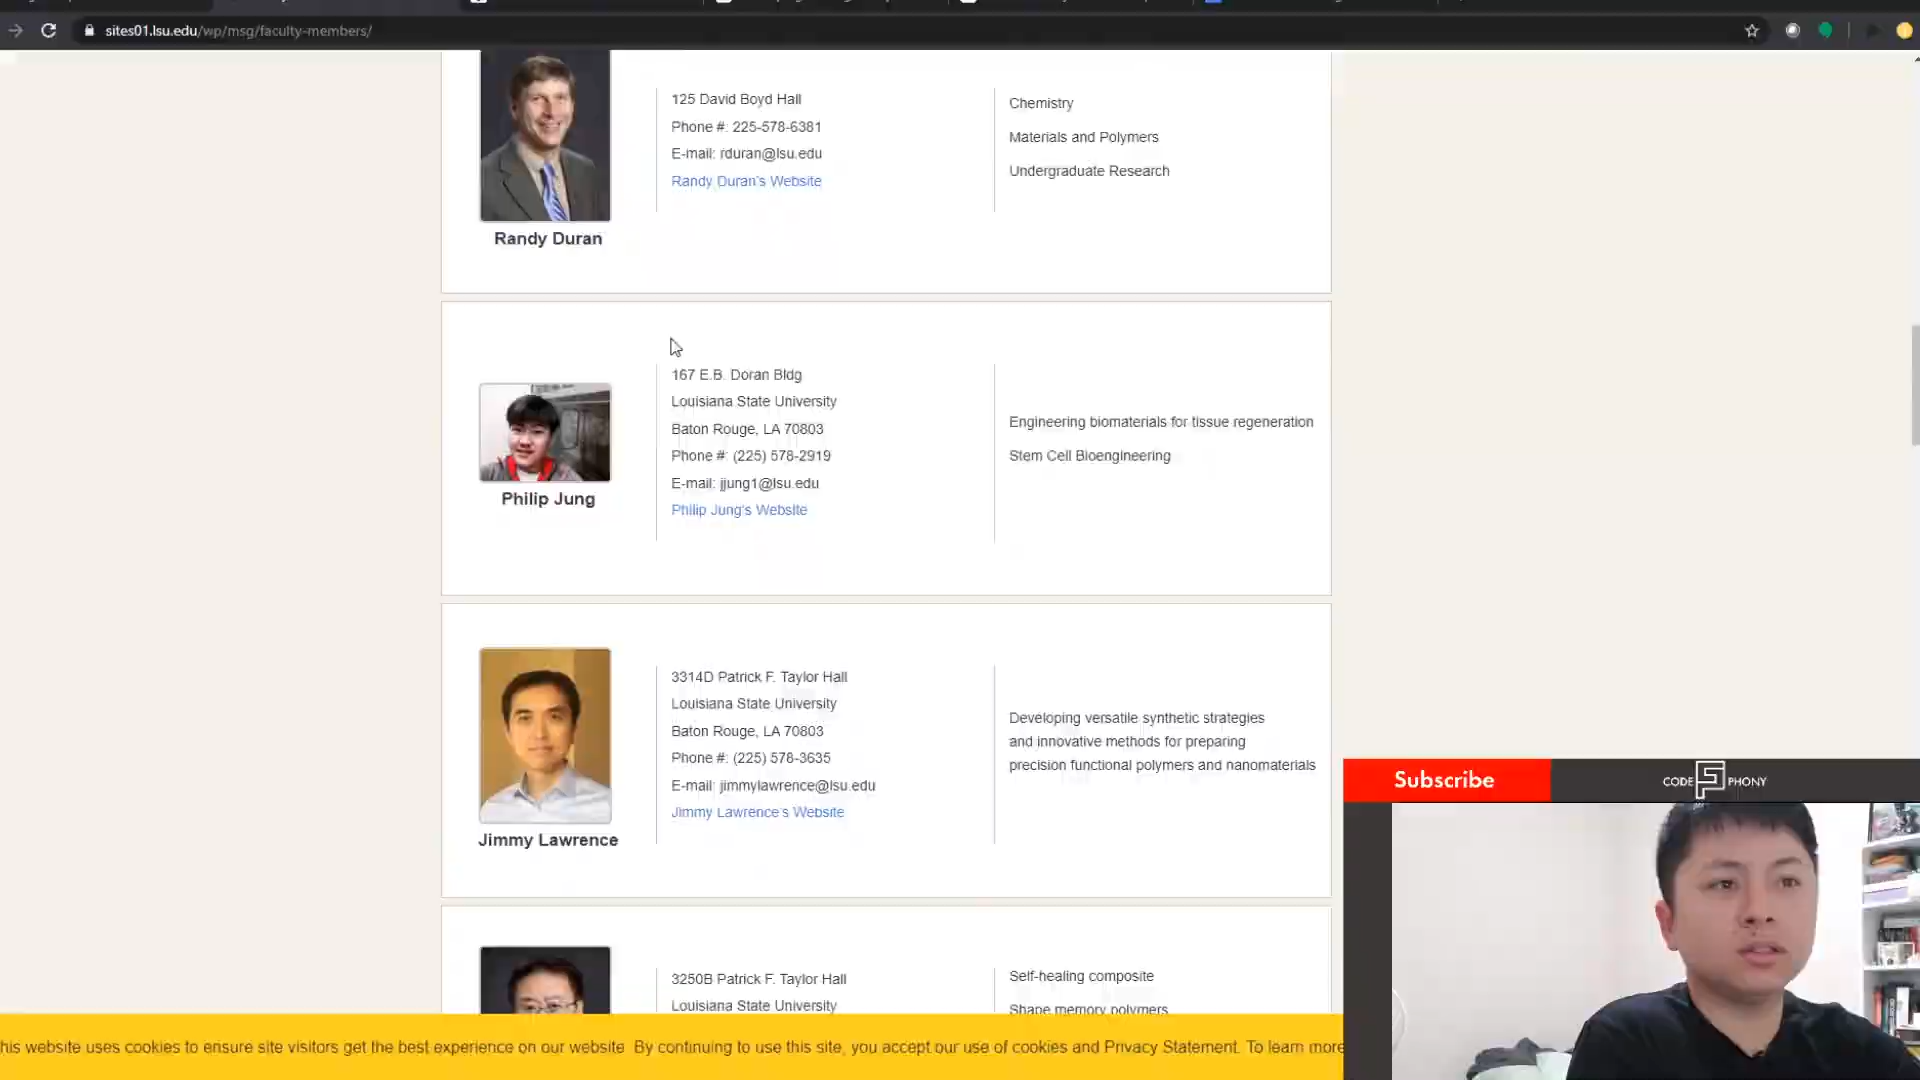 sites01.lsu.edu/wp/msg/faculty-members/
125 David Boyd Hall
Phone #: 225-578-6381
E-mail: rduran@lsu.edu
Randy Duran's Website
Chemistry
Materials and Polymers
Undergraduate Research
Randy Duran
167 E.B. Doran Bldg
Louisiana State University
Baton Rouge, LA 70803
Phone #: (225) 578-2919
E-mail: jjung1@lsu.edu
Philip Jung's Website
Engineering biomaterials for tissue regeneration
Stem Cell Bioengineering
Philip Jung
3314D Patrick F. Taylor Hall
Louisiana State University
Baton Rouge, LA 70803
Phone #: (225) 578-3635
E-mail: jimmylawrence@lsu.edu
Jimmy Lawrence's Website
Developing versatile synthetic strategies
and innovative methods for preparing
precision functional polymers and nanomaterials
Jimmy Lawrence
3250B Patrick F. Taylor Hall
Louisiana State University
Self-healing composite
Shape memory polymers
his website uses cookies to ensure site visitors get the best experience on our website By continuing to use this site, you accept our use of cookies and Privacy Statement. To learn more
Subscribe
CODE PHONY